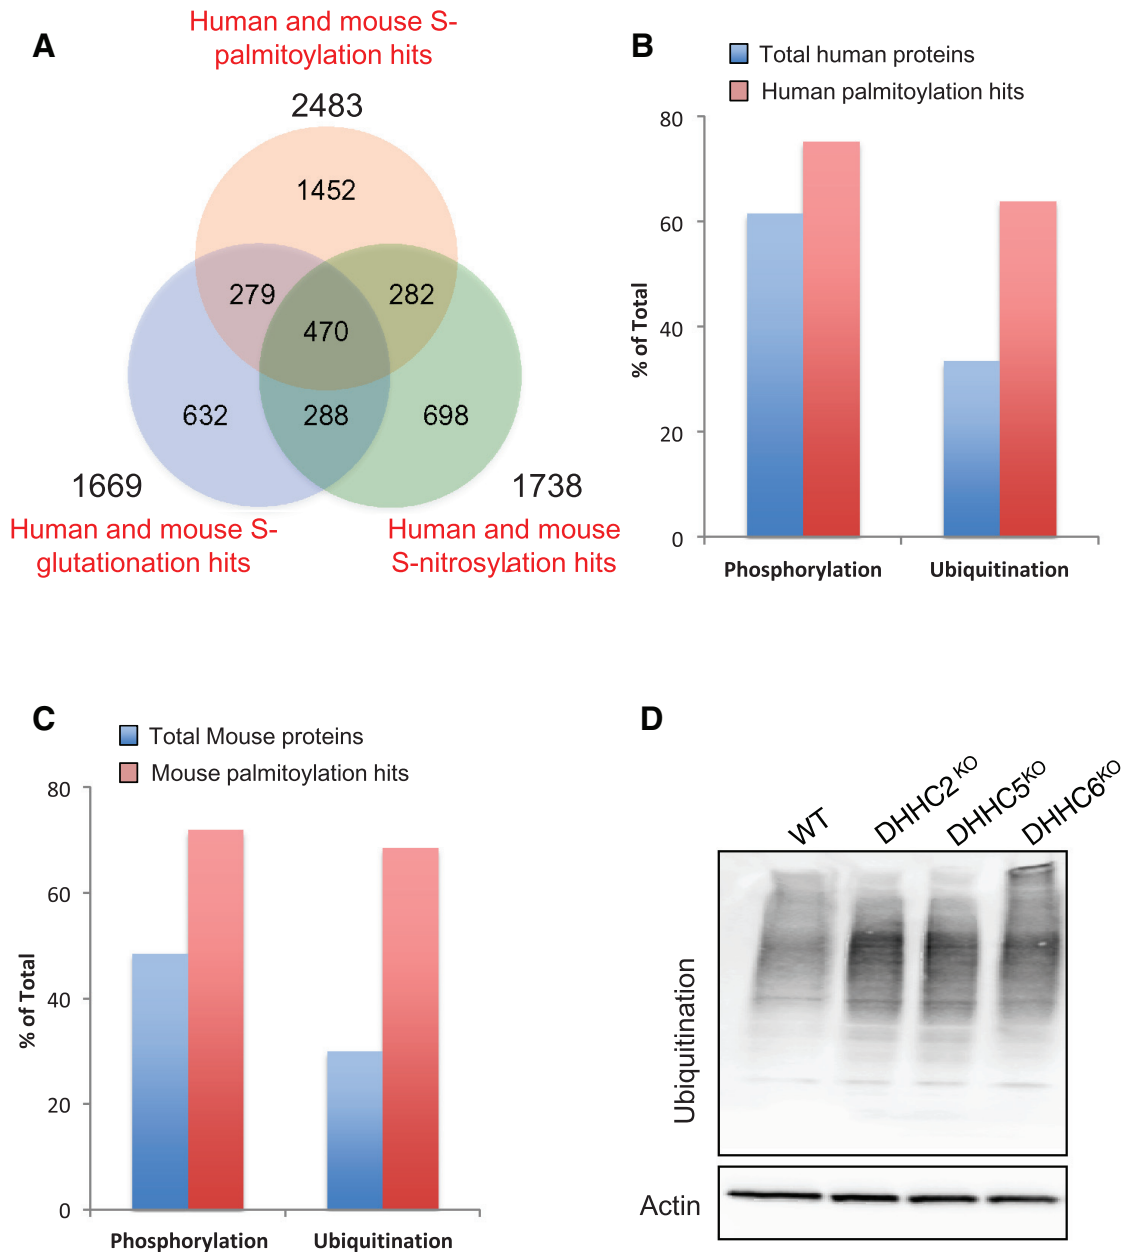 A
Human and mouse S-
palmitoylation hits
2483
1452
279
282
470
632
288
698
1669
1738
Human and mouse S-
glutationation hits
Human and mouse
S-nitrosylation hits
B
Total human proteins
Human palmitoylation hits
80
60
40
20
0
% of Total
Phosphorylation
Ubiquitination
C
Total Mouse proteins
Mouse palmitoylation hits
80
60
40
20
0
% of Total
Phosphorylation
Ubiquitination
D
WT
DHHC2 KO
DHHC5KO
DHHC6KO
Ubiquitination
Actin